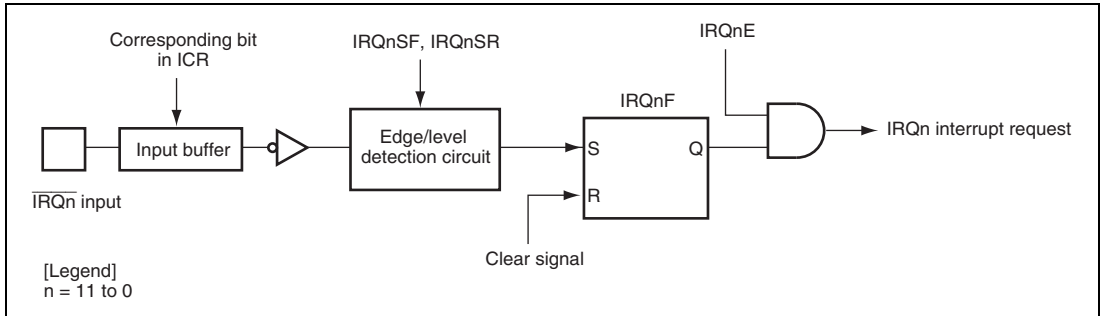 Corresponding bit
in ICR
IRQnSF, IRQnSR
IRQnE
IRQnF
Input buffer
Edge/level
detection circuit
S
Q
IRQn interrupt request
R
I̅R̅Q̅n̅ input
Clear signal
[Legend]
n = 11 to 0